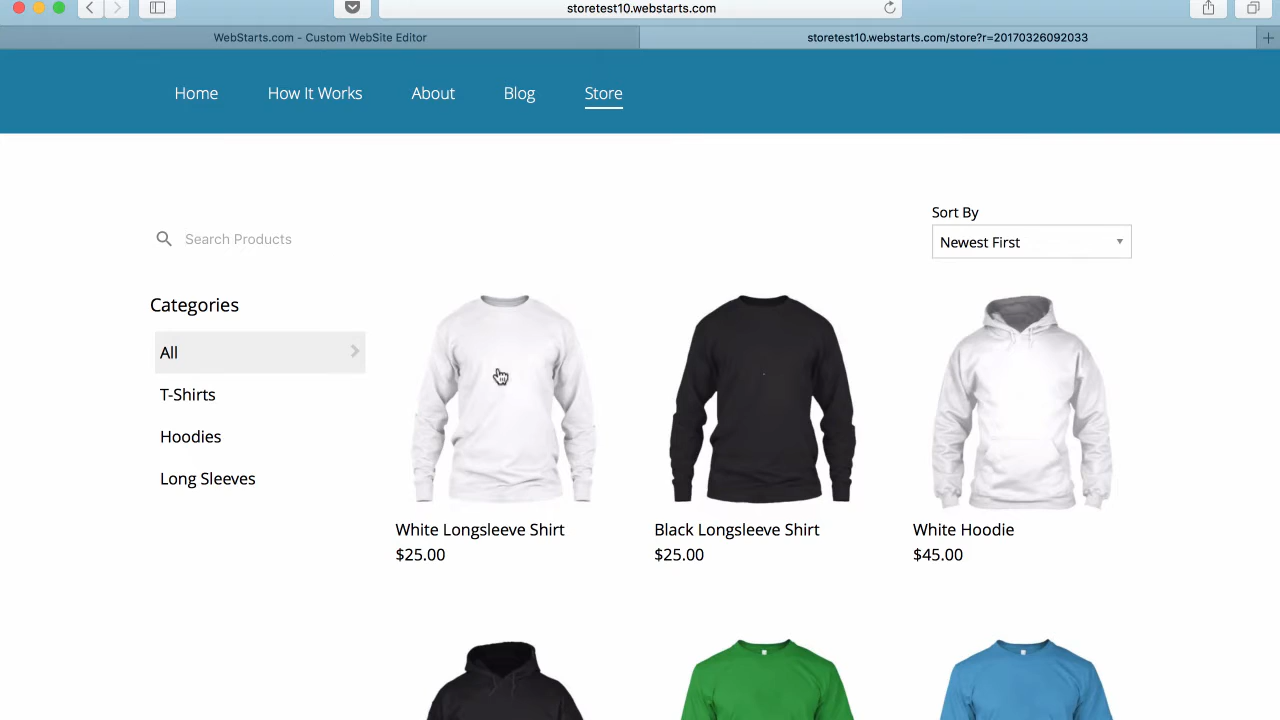 storetest10.webstarts.com
WebStarts.com - Custom WebSite Editor
storetest10.webstarts.com/store?r=20170326092033
Home
How It Works
About
Blog
Store
Sort By
Search Products
Newest First
Categories
All
T-Shirts
Hoodies
Long Sleeves
White Longsleeve Shirt
$25.00
Black Longsleeve Shirt
$25.00
White Hoodie
$45.00